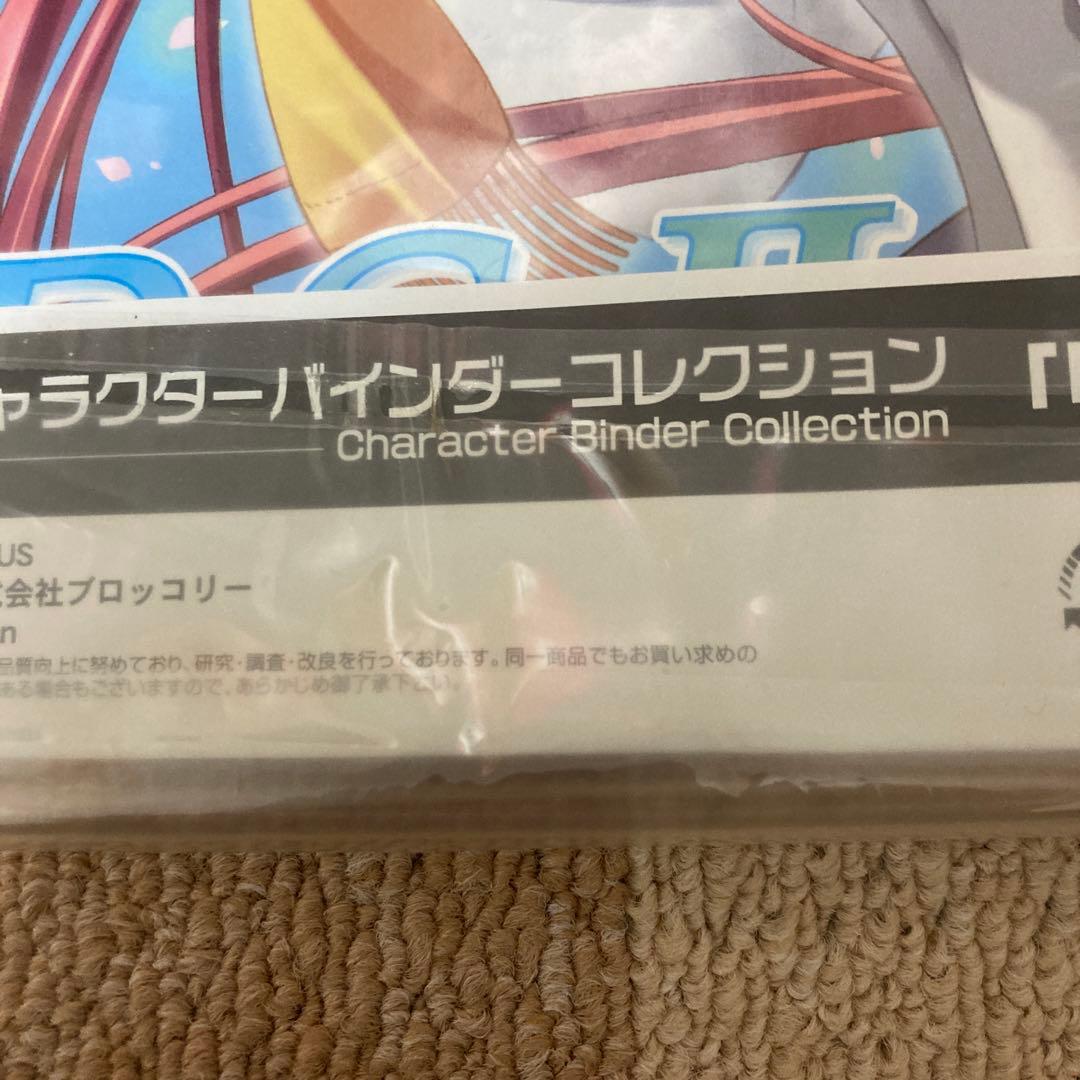 D.C.II
ャラクターバインダーコレクション 「
Character Binder Collection
US
式会社ブロッコリー
n
品質向上に努めており、研究・調査・改良を行っております。同一商品でもお買い求めの
ある場合もございますので、あらかじめ御了承下さい。